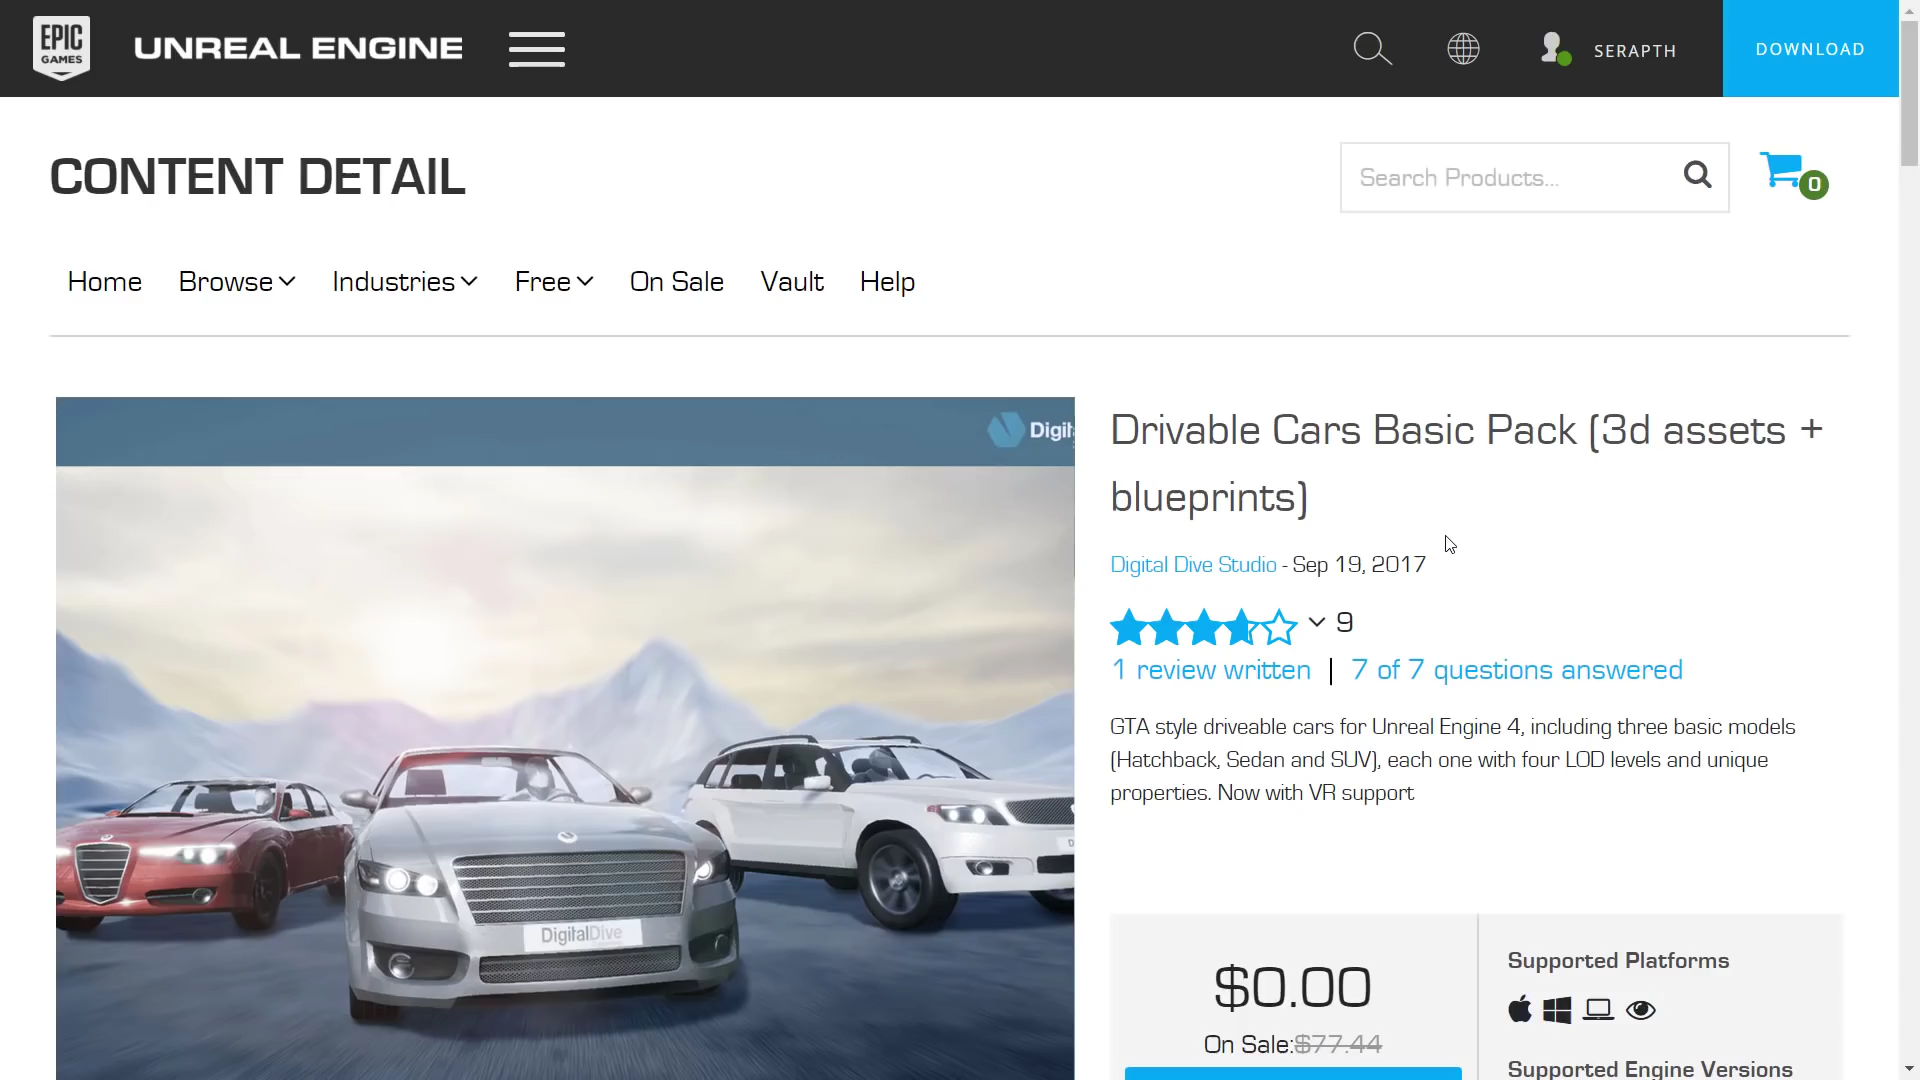 EPIC
GAMES
UNREAL ENGINE
SERAPTH
DOWNLOAD
CONTENT DETAIL
Search Products...
0
Home
Browse
Industries
Free
On Sale
Vault
Help
Digit
Drivable Cars Basic Pack (3d assets +
blueprints)
Digital Dive Studio - Sep 19, 2017
9
1 review written | 7 of 7 questions answered
GTA style driveable cars for Unreal Engine 4, including three basic models
(Hatchback, Sedan and SUV), each one with four LOD levels and unique
properties. Now with VR support
DigitalDive
$0.00
On Sale:$77.44
Supported Platforms
Supported Engine Versions